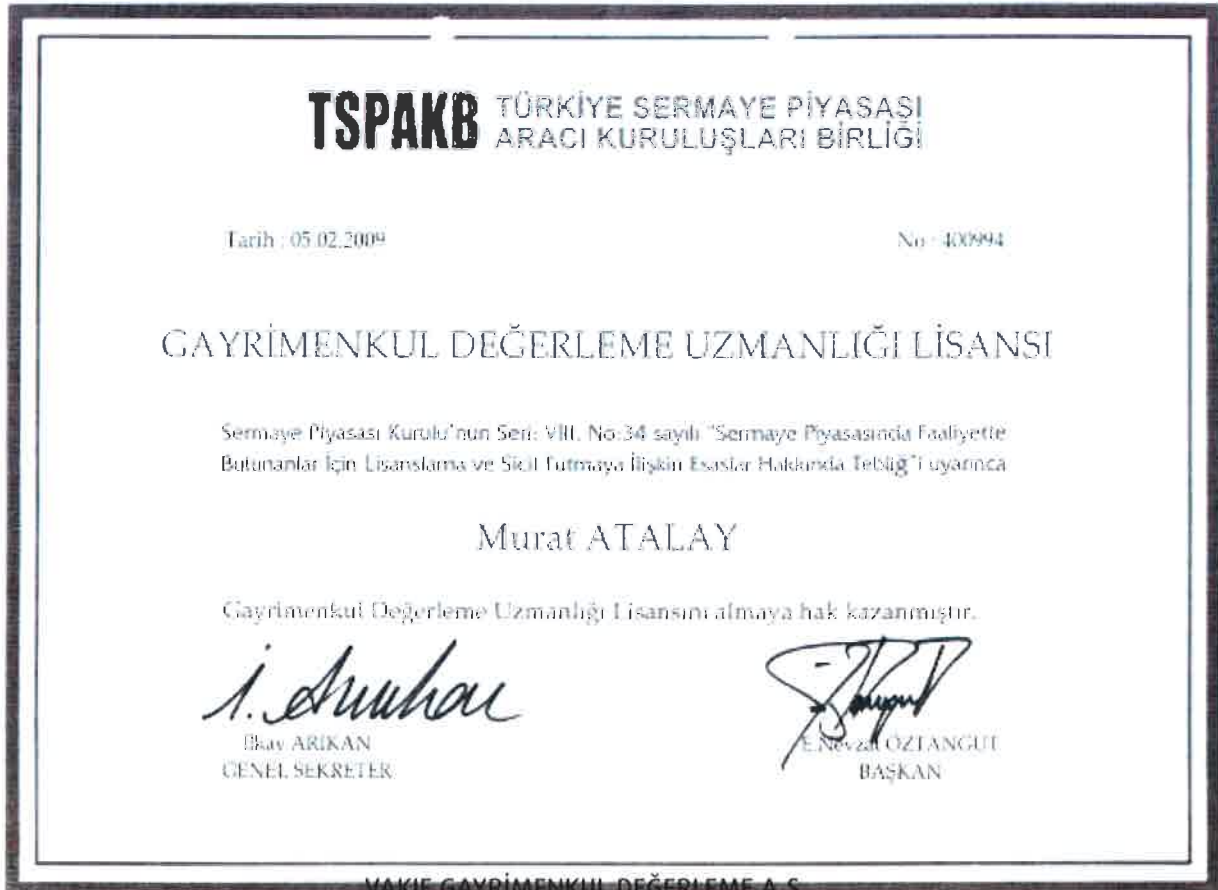 TSPAKB TÜRKİYE SERMAYE PİYASASI
ARACI KURULUŞLARI BİRLİĞİ
Tarih : 05.02.2009
No : 400994
GAYRİMENKUL DEĞERLEME UZMANLIĞI LİSANSI
Sermaye Piyasası Kurulu'nun Seri: VIII, No:34 sayılı "Sermaye Piyasasında Faaliyette
Bulunanlar İçin Lisanslama ve Sicil Tutmaya İlişkin Esaslar Hakkında Tebliğ"i uyarınca
Murat ATALAY
Gayrimenkul Değerleme Uzmanlığı Lisansını almaya hak kazanmıştır.
İlkay ARIKAN
GENEL SEKRETER
E.Nevzat ÖZTANGUT
BAŞKAN
VAKIF GAYRİMENKUL DEĞERLEME A.Ş.